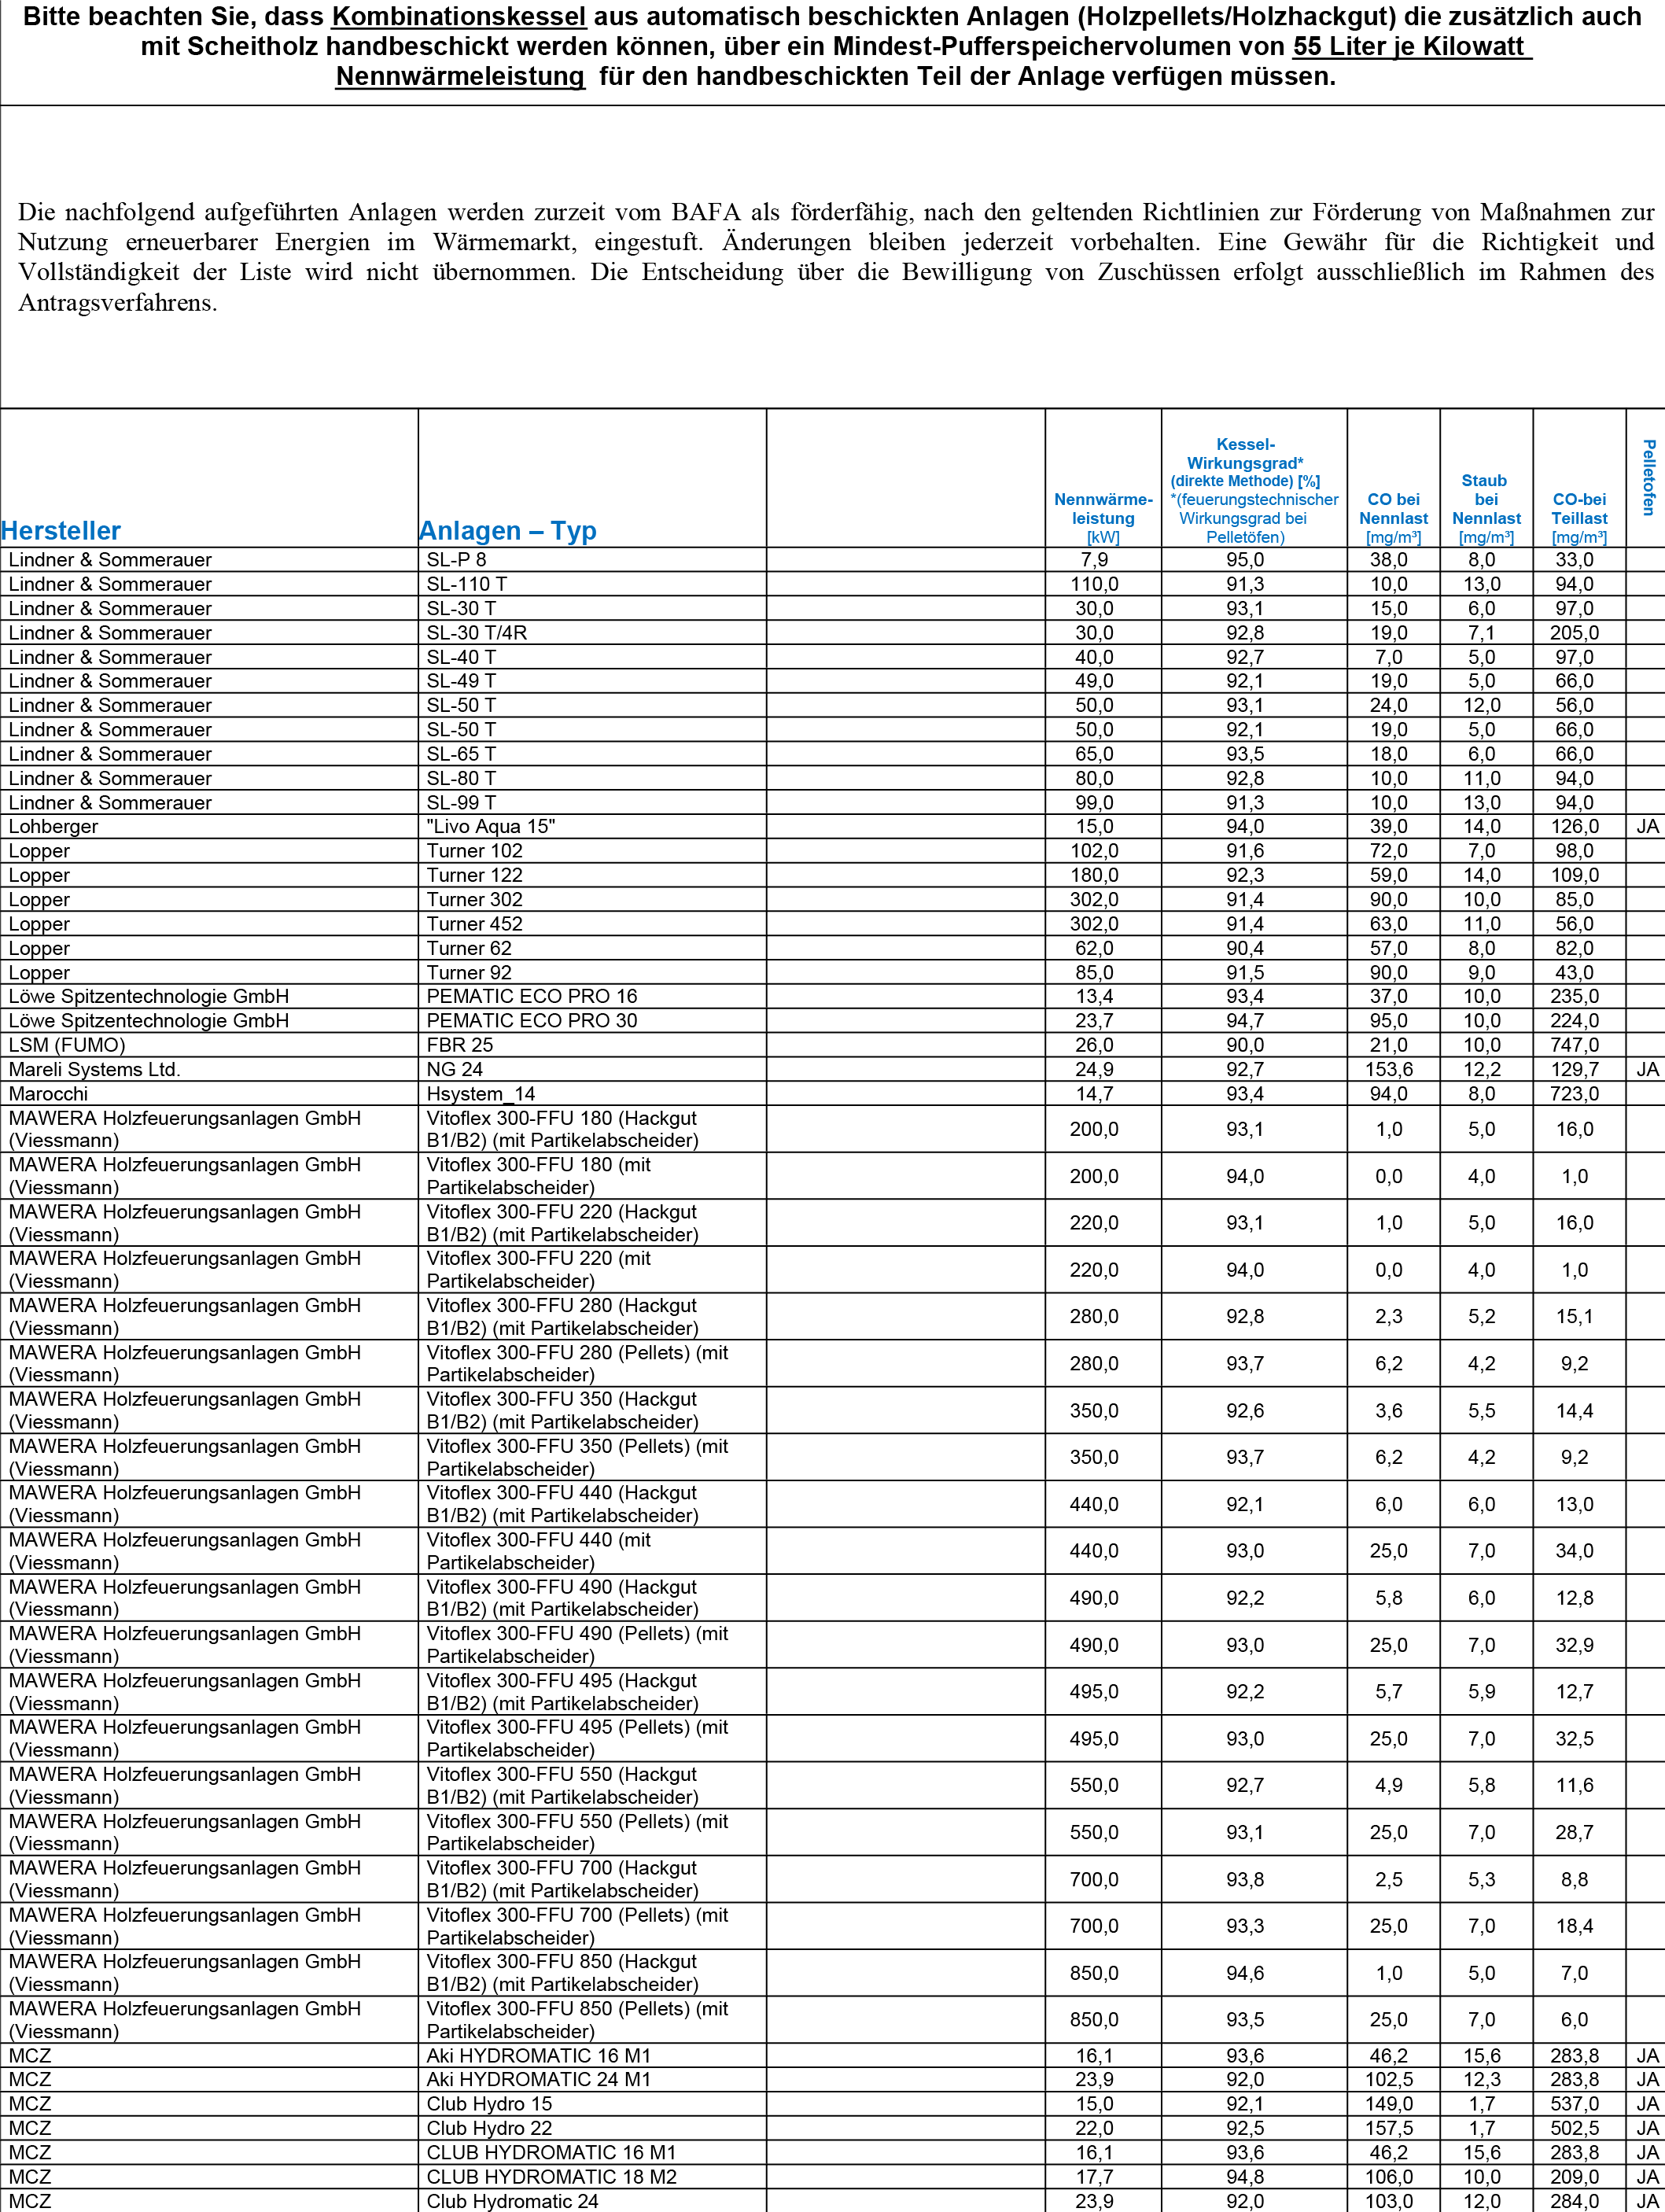 Bitte beachten Sie, dass Kombinationskessel aus automatisch beschickten Anlagen (Holzpellets/Holzhackgut) die zusätzlich auch
mit Scheitholz handbeschickt werden können, über ein Mindest-Pufferspeichervolumen von 55 Liter je Kilowatt
Nennwärmeleistung für den handbeschickten Teil der Anlage verfügen müssen.
Die nachfolgend aufgeführten Anlagen werden zurzeit vom BAFA als förderfähig, nach den geltenden Richtlinien zur Förderung von Maßnahmen zur
Nutzung erneuerbarer Energien im Wärmemarkt, eingestuft. Änderungen bleiben jederzeit vorbehalten. Eine Gewähr für die Richtigkeit und
Vollständigkeit der Liste wird nicht übernommen. Die Entscheidung über die Bewilligung von Zuschüssen erfolgt ausschließlich im Rahmen des
Antragsverfahrens.
Hersteller
Anlagen – Typ
Nennwärme-
leistung
[kW]
Kessel-
Wirkungsgrad*
(direkte Methode) [%]
*(feuerungstechnischer
Wirkungsgrad bei
Pelletöfen)
CO bei
Nennlast
[mg/m³]
Staub
bei
Nennlast
[mg/m³]
CO-bei
Teillast
[mg/m³]
Pelletofen
Lindner & Sommerauer SL-P 8 7,9 95,0 38,0 8,0 33,0
Lindner & Sommerauer SL-110 T 110,0 91,3 10,0 13,0 94,0
Lindner & Sommerauer SL-30 T 30,0 93,1 15,0 6,0 97,0
Lindner & Sommerauer SL-30 T/4R 30,0 92,8 19,0 7,1 205,0
Lindner & Sommerauer SL-40 T 40,0 92,7 7,0 5,0 97,0
Lindner & Sommerauer SL-49 T 49,0 92,1 19,0 5,0 66,0
Lindner & Sommerauer SL-50 T 50,0 93,1 24,0 12,0 56,0
Lindner & Sommerauer SL-50 T 50,0 92,1 19,0 5,0 66,0
Lindner & Sommerauer SL-65 T 65,0 93,5 18,0 6,0 66,0
Lindner & Sommerauer SL-80 T 80,0 92,8 10,0 11,0 94,0
Lindner & Sommerauer SL-99 T 99,0 91,3 10,0 13,0 94,0
Lohberger "Livo Aqua 15" 15,0 94,0 39,0 14,0 126,0 JA
Lopper Turner 102 102,0 91,6 72,0 7,0 98,0
Lopper Turner 122 180,0 92,3 59,0 14,0 109,0
Lopper Turner 302 302,0 91,4 90,0 10,0 85,0
Lopper Turner 452 302,0 91,4 63,0 11,0 56,0
Lopper Turner 62 62,0 90,4 57,0 8,0 82,0
Lopper Turner 92 85,0 91,5 90,0 9,0 43,0
Löwe Spitzentechnologie GmbH PEMATIC ECO PRO 16 13,4 93,4 37,0 10,0 235,0
Löwe Spitzentechnologie GmbH PEMATIC ECO PRO 30 23,7 94,7 95,0 10,0 224,0
LSM (FUMO) FBR 25 26,0 90,0 21,0 10,0 747,0
Mareli Systems Ltd. NG 24 24,9 92,7 153,6 12,2 129,7 JA
Marocchi Hsystem_14 14,7 93,4 94,0 8,0 723,0
MAWERA Holzfeuerungsanlagen GmbH Vitoflex 300-FFU 180 (Hackgut
(Viessmann) B1/B2) (mit Partikelabscheider) 200,0 93,1 1,0 5,0 16,0
MAWERA Holzfeuerungsanlagen GmbH Vitoflex 300-FFU 180 (mit
(Viessmann) Partikelabscheider) 200,0 94,0 0,0 4,0 1,0
MAWERA Holzfeuerungsanlagen GmbH Vitoflex 300-FFU 220 (Hackgut
(Viessmann) B1/B2) (mit Partikelabscheider) 220,0 93,1 1,0 5,0 16,0
MAWERA Holzfeuerungsanlagen GmbH Vitoflex 300-FFU 220 (mit
(Viessmann) Partikelabscheider) 220,0 94,0 0,0 4,0 1,0
MAWERA Holzfeuerungsanlagen GmbH Vitoflex 300-FFU 280 (Hackgut
(Viessmann) B1/B2) (mit Partikelabscheider) 280,0 92,8 2,3 5,2 15,1
MAWERA Holzfeuerungsanlagen GmbH Vitoflex 300-FFU 280 (Pellets) (mit
(Viessmann) Partikelabscheider) 280,0 93,7 6,2 4,2 9,2
MAWERA Holzfeuerungsanlagen GmbH Vitoflex 300-FFU 350 (Hackgut
(Viessmann) B1/B2) (mit Partikelabscheider) 350,0 92,6 3,6 5,5 14,4
MAWERA Holzfeuerungsanlagen GmbH Vitoflex 300-FFU 350 (Pellets) (mit
(Viessmann) Partikelabscheider) 350,0 93,7 6,2 4,2 9,2
MAWERA Holzfeuerungsanlagen GmbH Vitoflex 300-FFU 440 (Hackgut
(Viessmann) B1/B2) (mit Partikelabscheider) 440,0 92,1 6,0 6,0 13,0
MAWERA Holzfeuerungsanlagen GmbH Vitoflex 300-FFU 440 (mit
(Viessmann) Partikelabscheider) 440,0 93,0 25,0 7,0 34,0
MAWERA Holzfeuerungsanlagen GmbH Vitoflex 300-FFU 490 (Hackgut
(Viessmann) B1/B2) (mit Partikelabscheider) 490,0 92,2 5,8 6,0 12,8
MAWERA Holzfeuerungsanlagen GmbH Vitoflex 300-FFU 490 (Pellets) (mit
(Viessmann) Partikelabscheider) 490,0 93,0 25,0 7,0 32,9
MAWERA Holzfeuerungsanlagen GmbH Vitoflex 300-FFU 495 (Hackgut
(Viessmann) B1/B2) (mit Partikelabscheider) 495,0 92,2 5,7 5,9 12,7
MAWERA Holzfeuerungsanlagen GmbH Vitoflex 300-FFU 495 (Pellets) (mit
(Viessmann) Partikelabscheider) 495,0 93,0 25,0 7,0 32,5
MAWERA Holzfeuerungsanlagen GmbH Vitoflex 300-FFU 550 (Hackgut
(Viessmann) B1/B2) (mit Partikelabscheider) 550,0 92,7 4,9 5,8 11,6
MAWERA Holzfeuerungsanlagen GmbH Vitoflex 300-FFU 550 (Pellets) (mit
(Viessmann) Partikelabscheider) 550,0 93,1 25,0 7,0 28,7
MAWERA Holzfeuerungsanlagen GmbH Vitoflex 300-FFU 700 (Hackgut
(Viessmann) B1/B2) (mit Partikelabscheider) 700,0 93,8 2,5 5,3 8,8
MAWERA Holzfeuerungsanlagen GmbH Vitoflex 300-FFU 700 (Pellets) (mit
(Viessmann) Partikelabscheider) 700,0 93,3 25,0 7,0 18,4
MAWERA Holzfeuerungsanlagen GmbH Vitoflex 300-FFU 850 (Hackgut
(Viessmann) B1/B2) (mit Partikelabscheider) 850,0 94,6 1,0 5,0 7,0
MAWERA Holzfeuerungsanlagen GmbH Vitoflex 300-FFU 850 (Pellets) (mit
(Viessmann) Partikelabscheider) 850,0 93,5 25,0 7,0 6,0
MCZ Aki HYDROMATIC 16 M1 16,1 93,6 46,2 15,6 283,8 JA
MCZ Aki HYDROMATIC 24 M1 23,9 92,0 102,5 12,3 283,8 JA
MCZ Club Hydro 15 15,0 92,1 149,0 1,7 537,0 JA
MCZ Club Hydro 22 22,0 92,5 157,5 1,7 502,5 JA
MCZ CLUB HYDROMATIC 16 M1 16,1 93,6 46,2 15,6 283,8 JA
MCZ CLUB HYDROMATIC 18 M2 17,7 94,8 106,0 10,0 209,0 JA
MCZ Club Hydromatic 24 23,9 92,0 103,0 12,0 284,0 JA